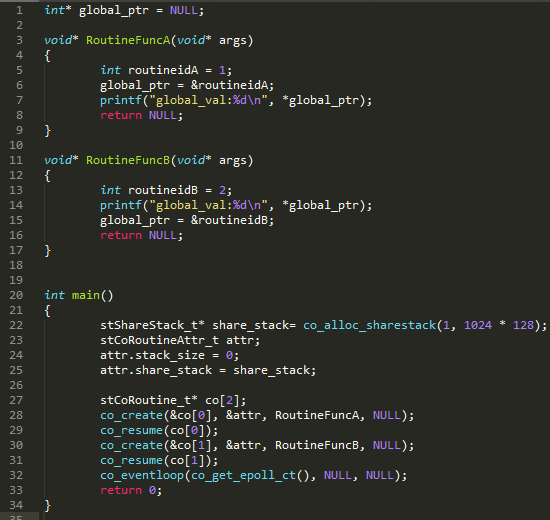 1 int* global_ptr = NULL;
2
3 void* RoutineFuncA(void* args)
4 {
5 int routineidA = 1;
6 global_ptr = &routineidA;
7 printf("global_val:%d\n", *global_ptr);
8 return NULL;
9 }
10
11 void* RoutineFuncB(void* args)
12 {
13 int routineidB = 2;
14 printf("global_val:%d\n", *global_ptr);
15 global_ptr = &routineidB;
16 return NULL;
17 }
18
19
20 int main()
21 {
22 stShareStack_t* share_stack= co_alloc_sharestack(1, 1024 * 128);
23 stCoRoutineAttr_t attr;
24 attr.stack_size = 0;
25 attr.share_stack = share_stack;
26
27 stCoRoutine_t* co[2];
28 co_create(&co[0], &attr, RoutineFuncA, NULL);
29 co_resume(co[0]);
30 co_create(&co[1], &attr, RoutineFuncB, NULL);
31 co_resume(co[1]);
32 co_eventloop(co_get_epoll_ct(), NULL, NULL);
33 return 0;
34 }
35